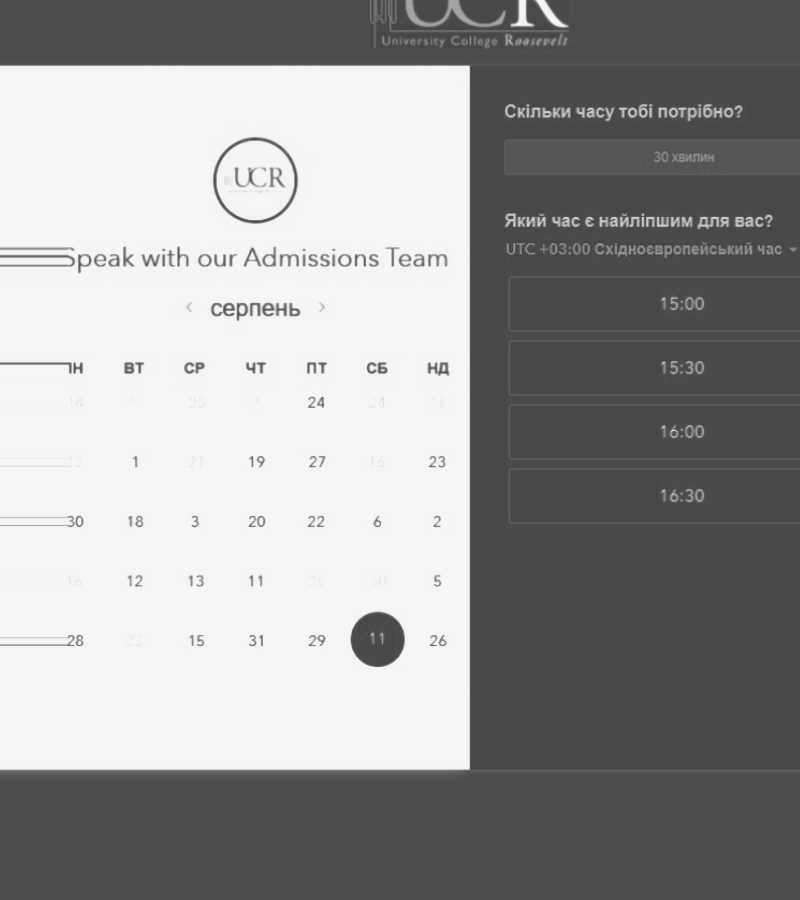 UCR
University College Roosevelt
UCR
Speak with our Admissions Team
серпень
ПН ВТ СР ЧТ ПТ СБ НД
14 23 24 24 18
22 1 21 19 27 16 23
30 18 3 20 22 6 2
16 12 13 11 25 30 5
28 22 15 31 29 11 26
Скільки часу тобі потрібно?
30 хвилин
Який час є найліпшим для вас?
UTC +03:00 Східноєвропейський час
15:00
15:30
16:00
16:30